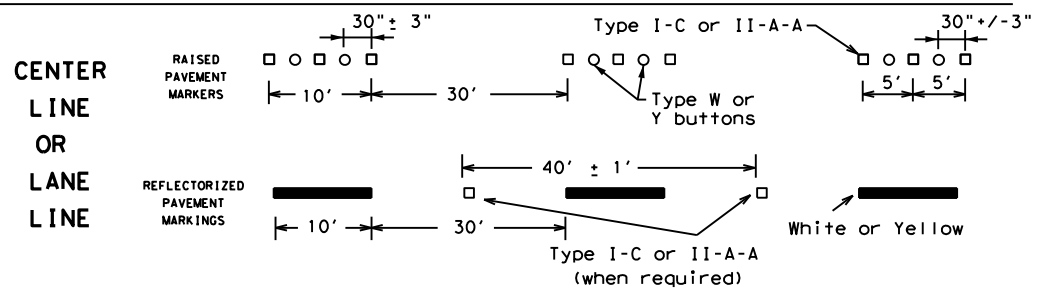 CENTER
LINE
OR
LANE
LINE
RAISED
PAVEMENT
MARKERS
30"± 3"
10'
30'
Type I-C or II-A-A
Type W or
Y buttons
30"+/-3"
5'
5'
REFLECTORIZED
PAVEMENT
MARKINGS
40' ± 1'
10'
30'
Type I-C or II-A-A
(when required)
White or Yellow